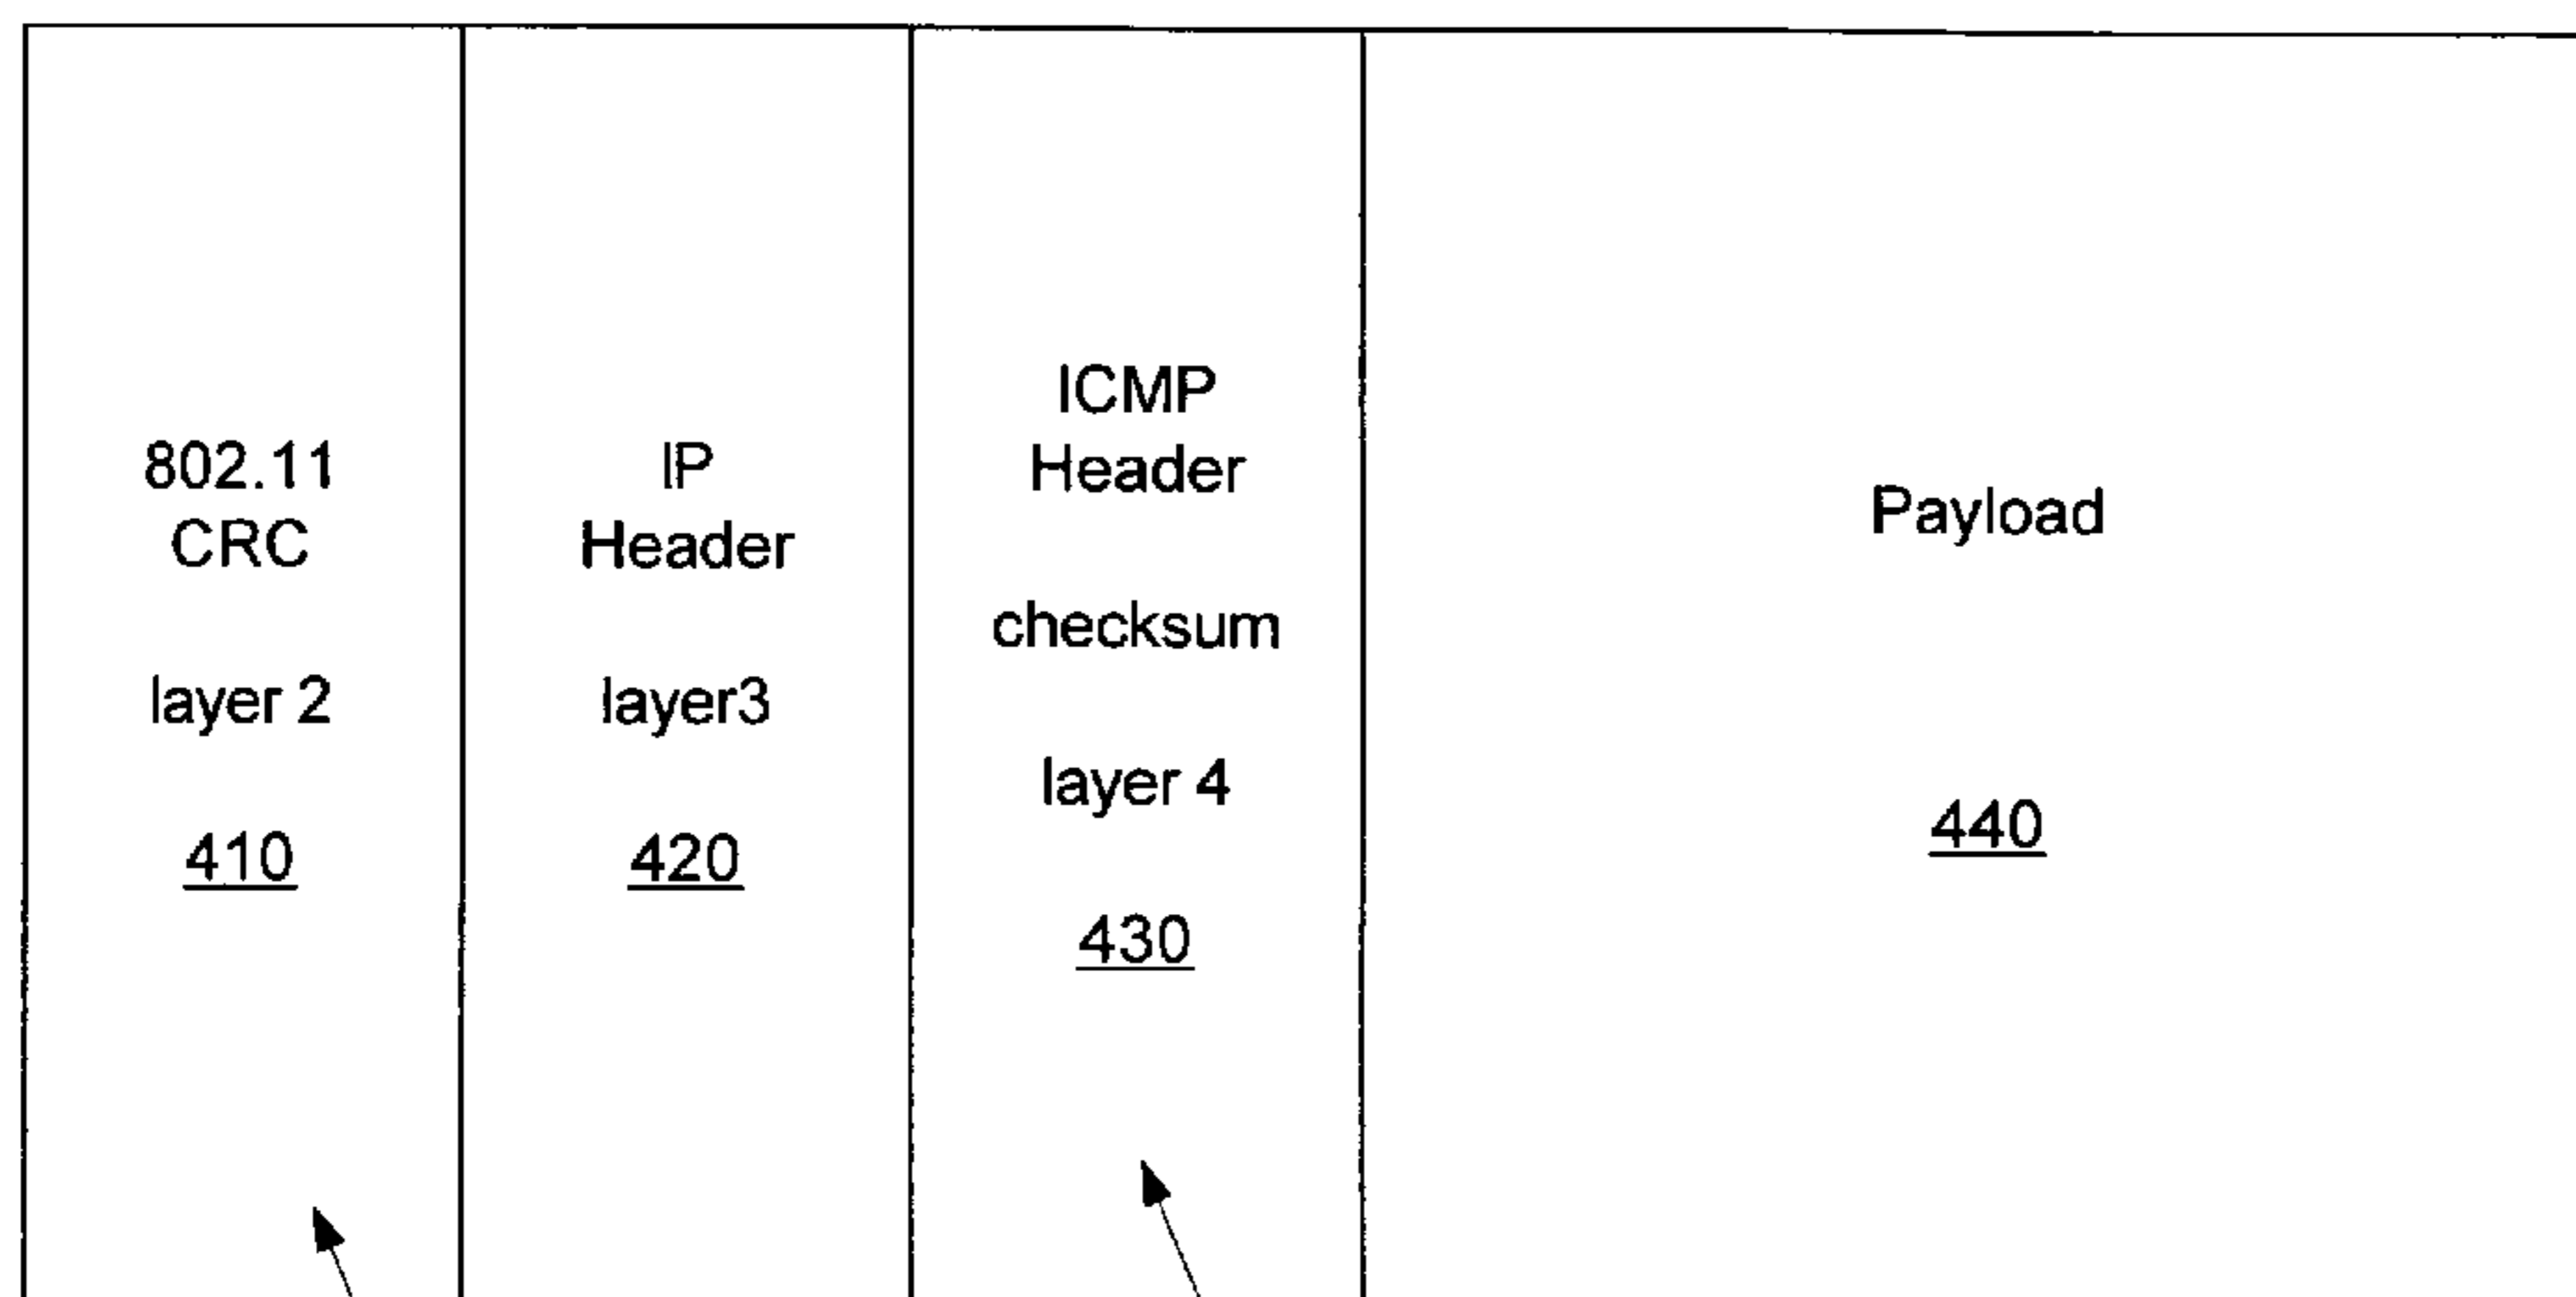 802.11
CRC
layer 2
410
IP
Header
layer3
420
ICMP
Header
checksum
layer 4
430
Payload
440